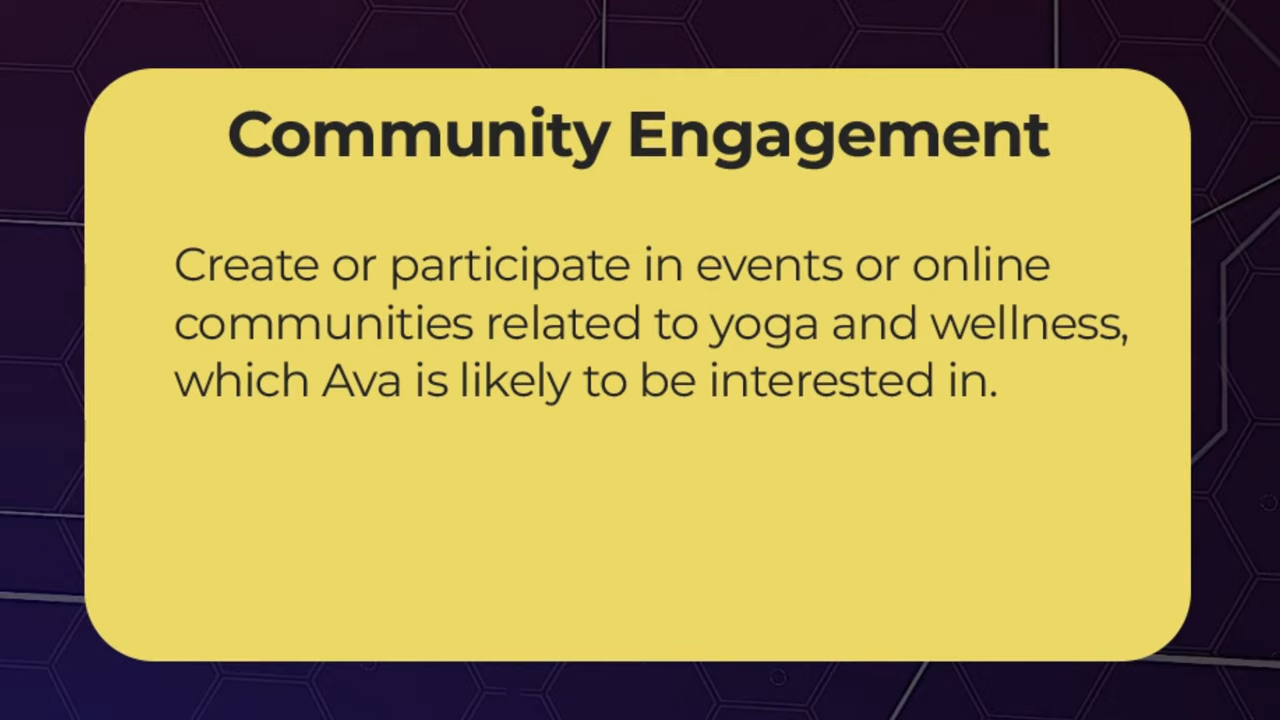 Community Engagement
Create or participate in events or online
communities related to yoga and wellness,
which Ava is likely to be interested in.